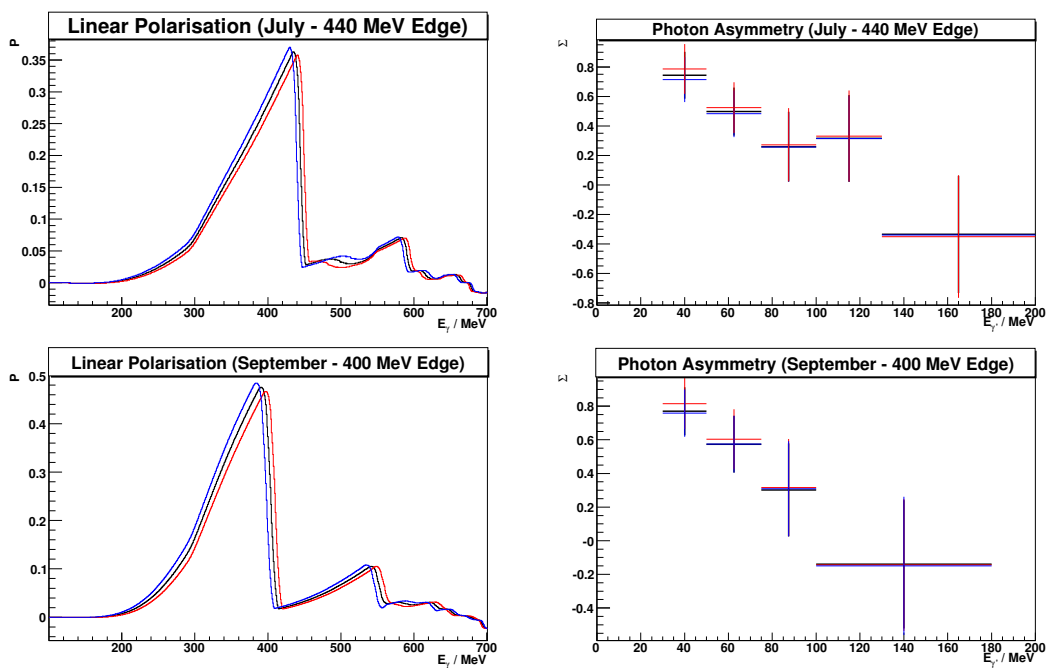 Linear Polarisation (July - 440 MeV Edge)
P
0.35
0.3
0.25
0.2
0.15
0.1
0.05
0
200 300 400 500 600 700
Eγ / MeV
Photon Asymmetry (July - 440 MeV Edge)
Σ
0.8
0.6
0.4
0.2
-0
-0.2
-0.4
-0.6
-0.8
0 20 40 60 80 100 120 140 160 180 200
Eγ' / MeV
Linear Polarisation (September - 400 MeV Edge)
P
0.5
0.4
0.3
0.2
0.1
0
200 300 400 500 600 700
Eγ / MeV
Photon Asymmetry (September - 400 MeV Edge)
Σ
0.8
0.6
0.4
0.2
-0
-0.2
-0.4
0 20 40 60 80 100 120 140 160 180 200
Eγ' / MeV